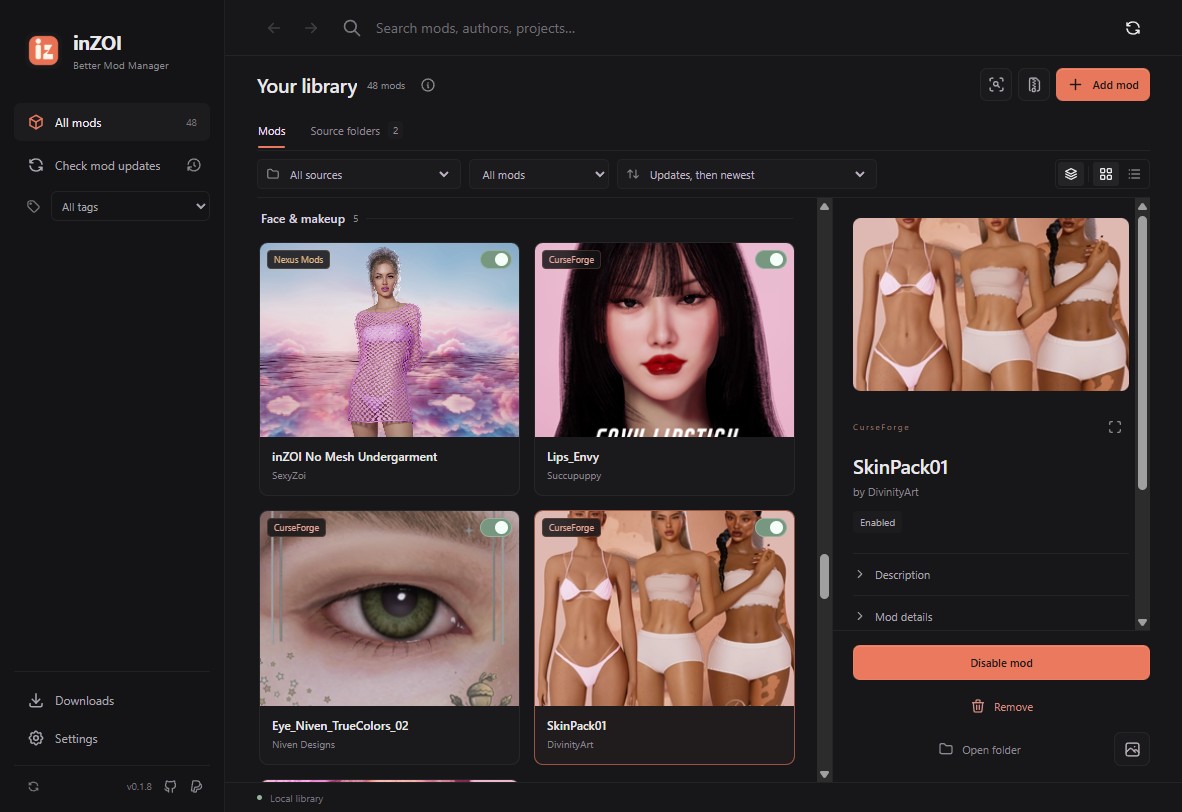 inZOI
Better Mod Manager
Search mods, authors, projects...
Your library 48 mods
Add mod
All mods 48
Check mod updates
All tags
Mods
Source folders 2
All sources
All mods
Updates, then newest
Face & makeup 5
Nexus Mods
inZOI No Mesh Undergarment
SexyZoi
CurseForge
Lips_Envy
Succupuppy
CurseForge
Eye_Niven_TrueColors_02
Niven Designs
CurseForge
SkinPack01
DivinityArt
CurseForge
SkinPack01
by DivinityArt
Enabled
Description
Mod details
Disable mod
Remove
Open folder
Downloads
Settings
v0.1.8
Local library